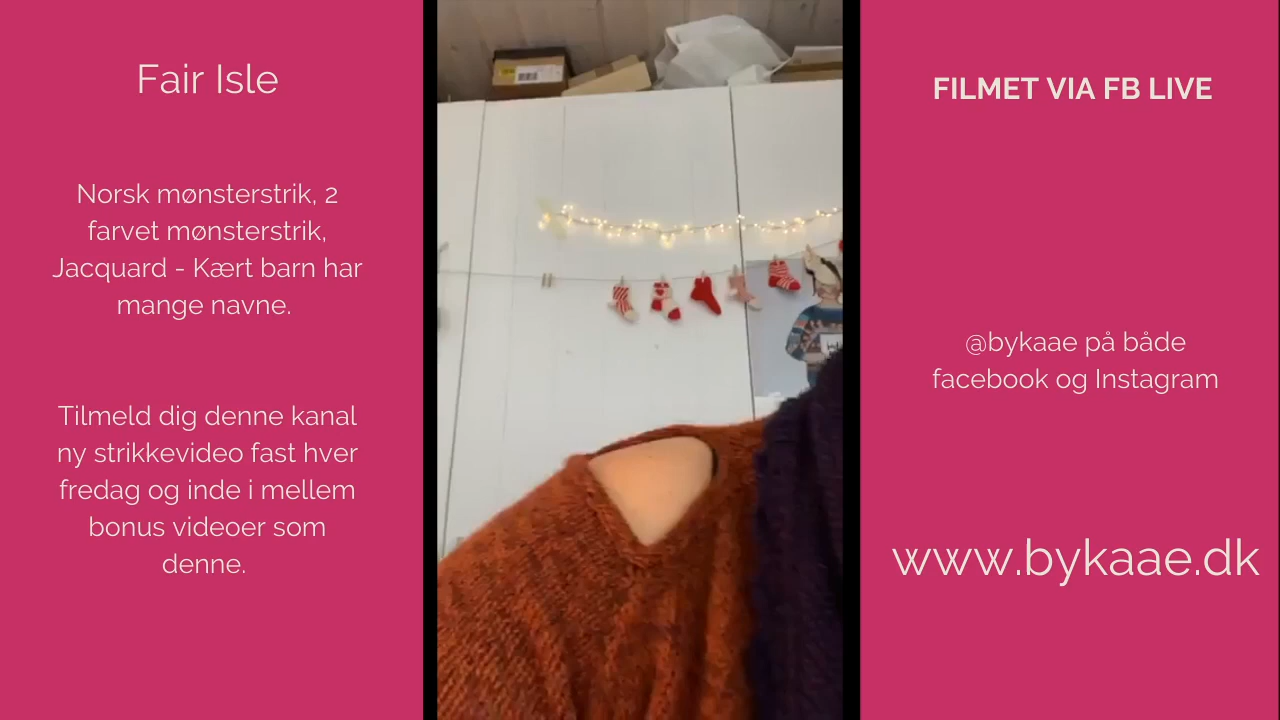 Fair Isle
Norsk mønsterstrik, 2
farvet mønsterstrik,
Jacquard - Kært barn har
mange navne.
Tilmeld dig denne kanal
ny strikkevideo fast hver
fredag og inde i mellem
bonus videoer som
denne.
FILMET VIA FB LIVE
@bykaae på både
facebook og Instagram
www.bykaae.dk